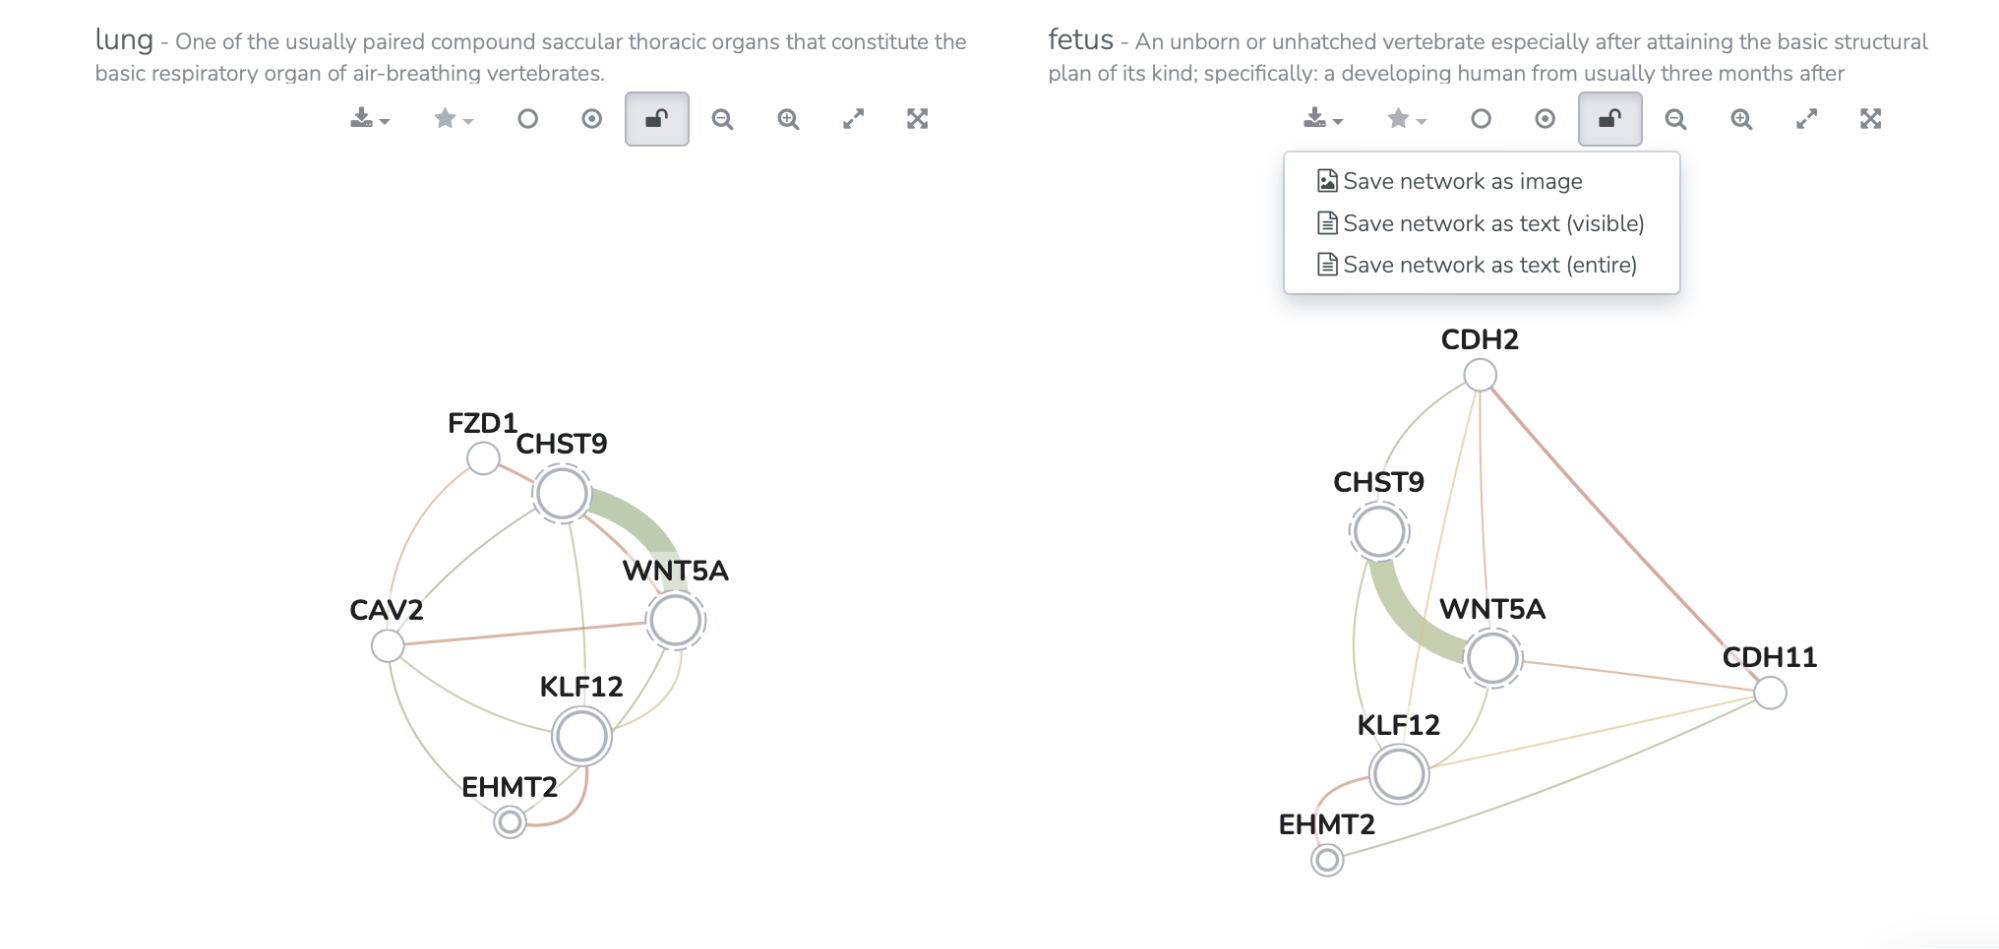 lung - One of the usually paired compound saccular thoracic organs that constitute the
basic respiratory organ of air-breathing vertebrates.
FZD1
CHST9
WNT5A
CAV2
KLF12
EHMT2
fetus - An unborn or unhatched vertebrate especially after attaining the basic structural
plan of its kind; specifically: a developing human from usually three months after
Save network as image
Save network as text (visible)
Save network as text (entire)
CDH2
CHST9
WNT5A
CDH11
KLF12
EHMT2